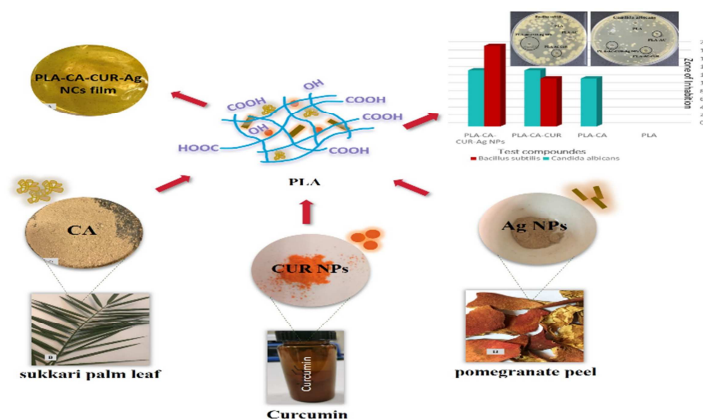 PLA-CA-CUR-Ag
NCs film
COOH
OH
COOH
COOH
OH
HOOC
COOH
PLA
Zone of Inhibition
PLA-CA-
CUR-Ag NPs
PLA-CA-CUR
PLA-CA
PLA
Test compoundes
Bacillus subtilis
Candida albicans
CA
CUR NPs
Ag NPs
sukkari palm leaf
Curcumin
Curcumin
pomegranate peel